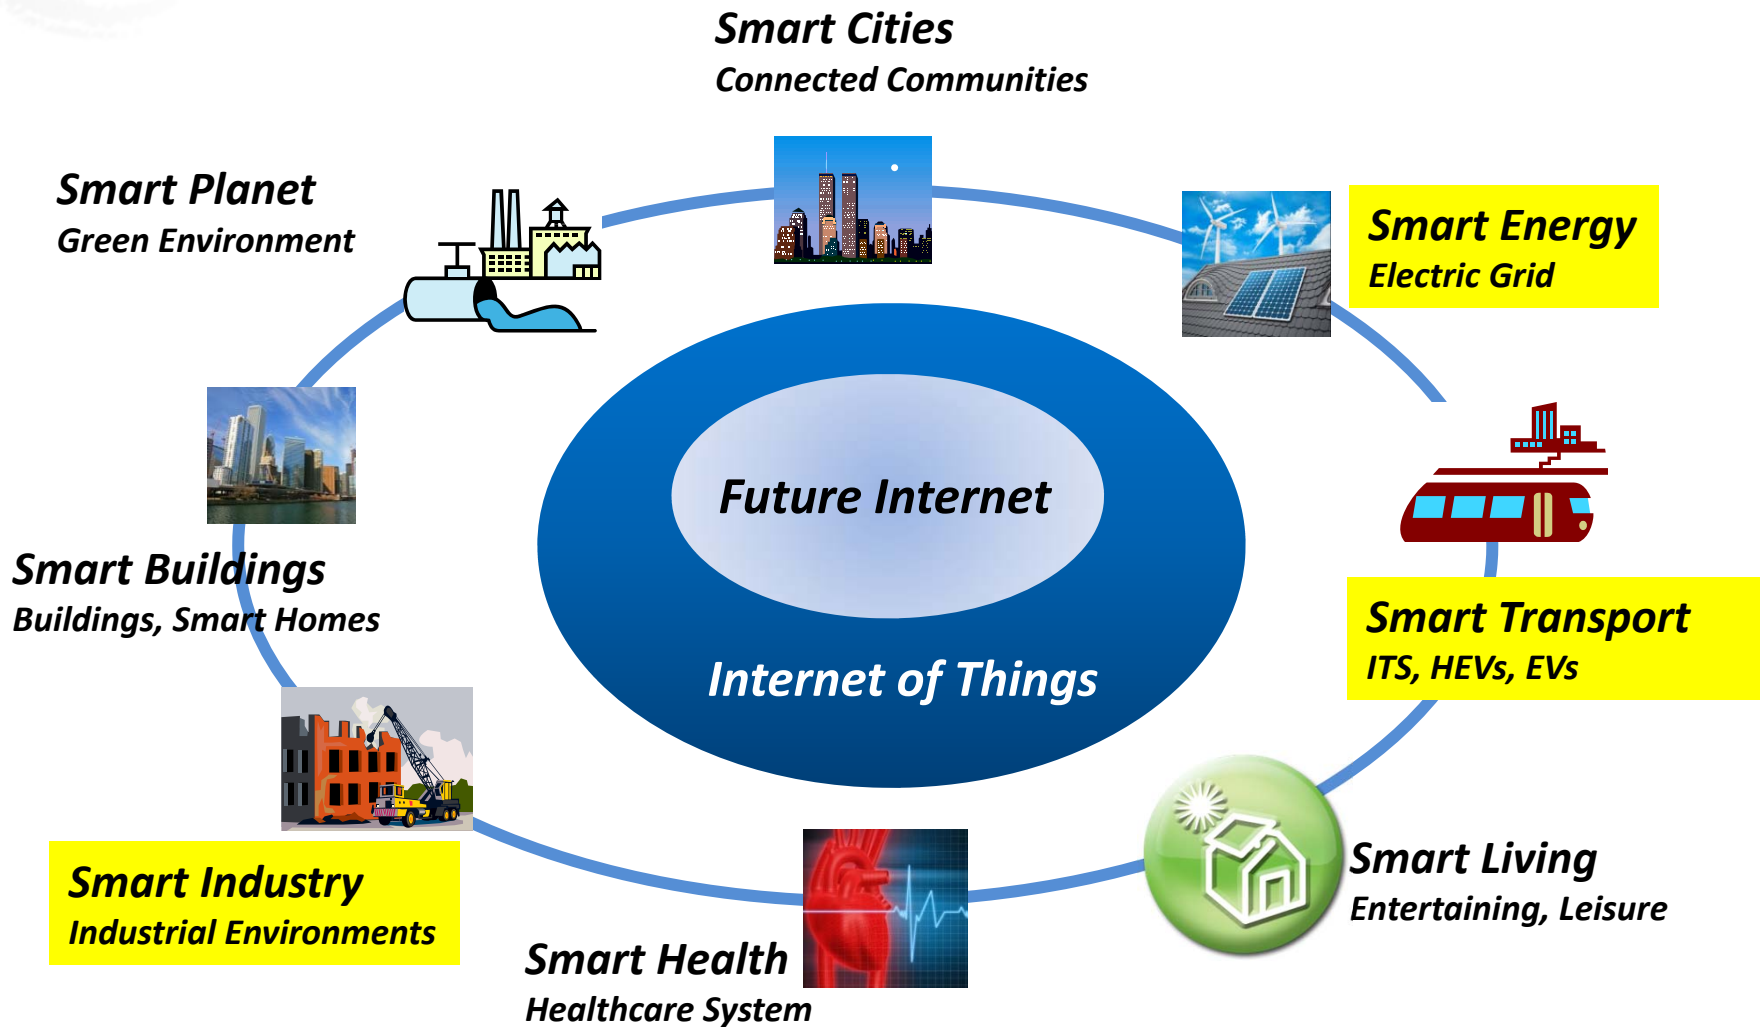 Smart Cities
Connected Communities
Smart Planet
Green Environment
Smart Energy
Electric Grid
Future Internet
Smart Buildings
Buildings, Smart Homes
Smart Transport
ITS, HEVs, EVs
Internet of Things
Smart Industry
Industrial Environments
Smart Living
Entertaining, Leisure
Smart Health
Healthcare System